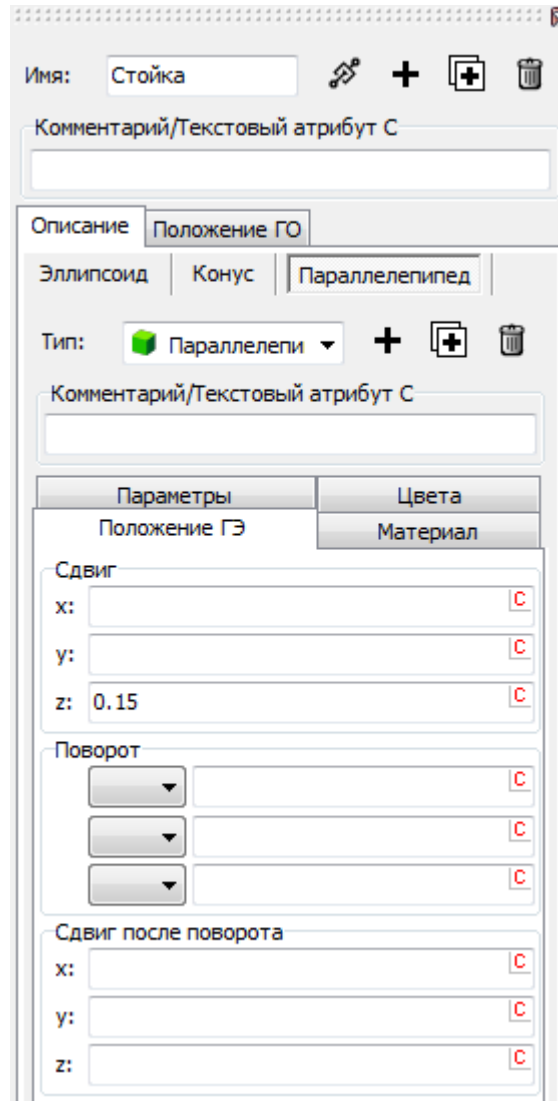 Имя: Стойка
Комментарий/Текстовый атрибут C
Описание Положение ГО
Эллипсоид Конус Параллелепипед
Тип: Параллелепи
Комментарий/Текстовый атрибут C
Параметры Цвета
Положение ГЭ Материал
Сдвиг
x: C
y: C
z: 0.15 C
Поворот
C
C
C
Сдвиг после поворота
x: C
y: C
z: C